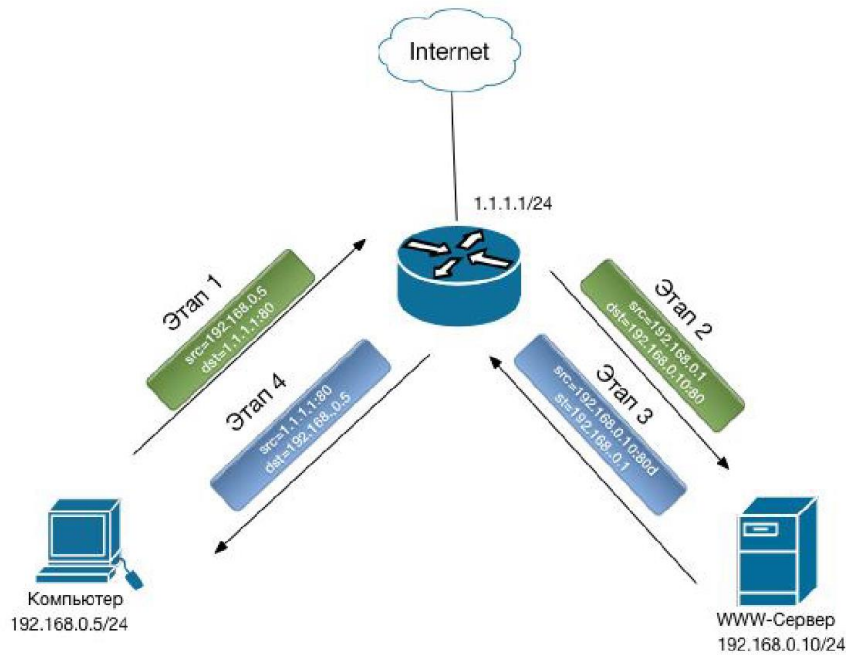 Internet
1.1.1.1/24
Этап 1
src=192.168.0.5
dst=1.1.1.1:80
Этап 2
src=192.168.0.1
dst=192.168.0.10:80
Этап 4
src=1.1.1.1:80
dst=192.168,.0.5
Этап 3
src=192.168.0.10:80d
st=192.168..0.1
Компьютер
192.168.0.5/24
WWW-Сервер
192.168.0.10/24